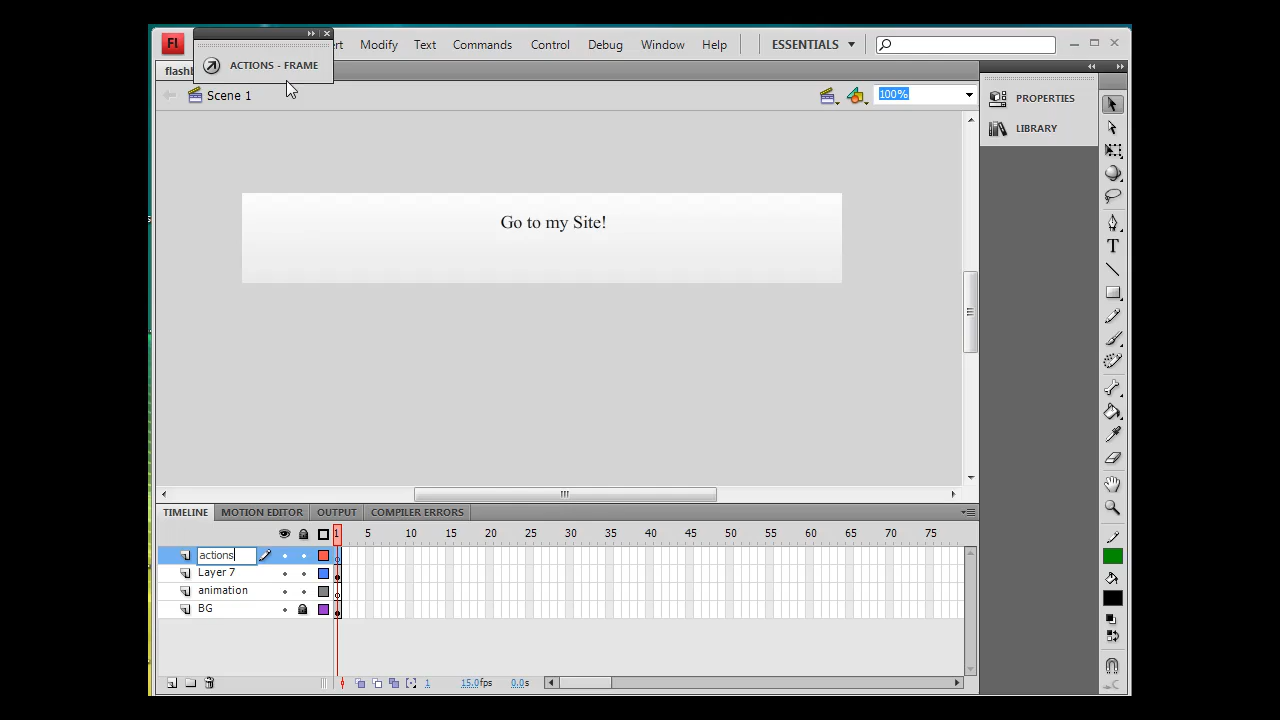 Fl
Modify Text Commands Control Debug Window Help ESSENTIALS
ACTIONS - FRAME
Scene 1
100%
PROPERTIES
LIBRARY
Go to my Site!
T
TIMELINE MOTION EDITOR OUTPUT COMPILER ERRORS
1 5 10 15 20 25 30 35 40 45 50 55 60 65 70 75
actions
Layer 7
animation
BG
1 15.0fps 0.0s